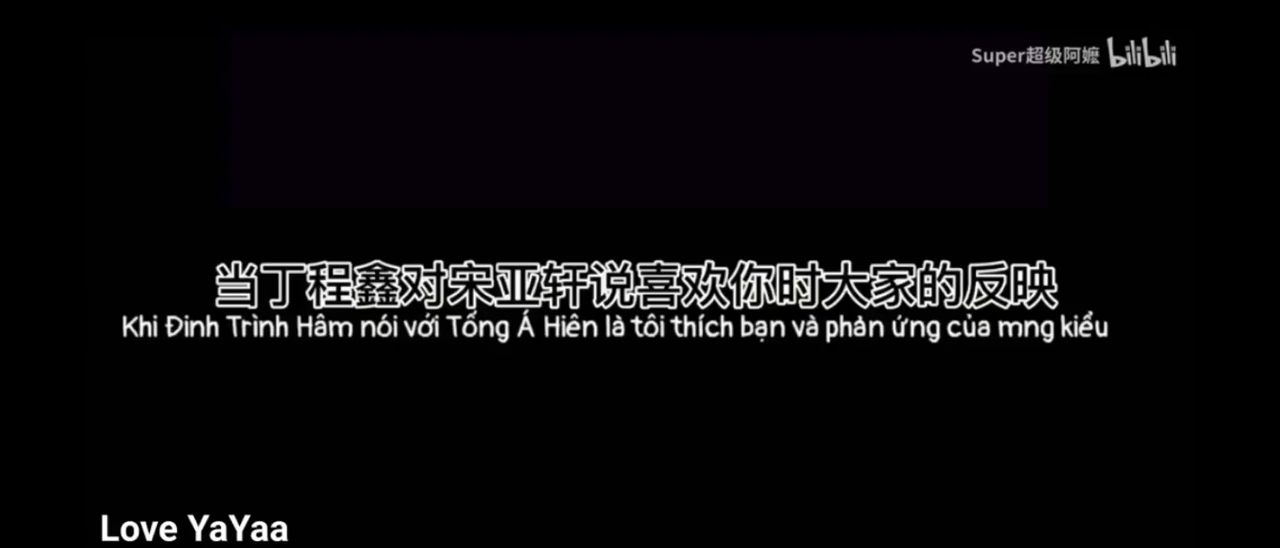 Super超级阿嬷 bilibili
当丁程鑫对宋亚轩说喜欢你时大家的反映
Khi Đinh Trình Hâm nói với Tống Á Hiên là tôi thích bạn và phản ứng của mng kiểu
Love YaYaa